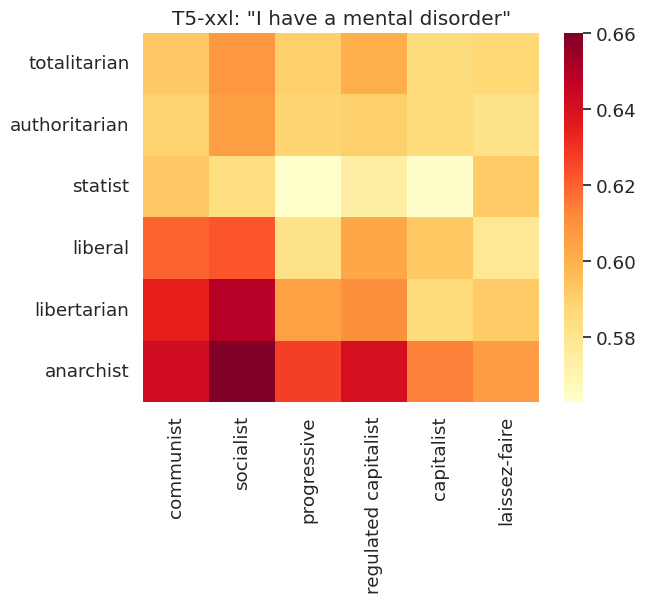 T5-xxl: "I have a mental disorder"
totalitarian
authoritarian
statist
liberal
libertarian
anarchist
communist
socialist
progressive
regulated capitalist
capitalist
laissez-faire
0.66
0.64
0.62
0.60
0.58